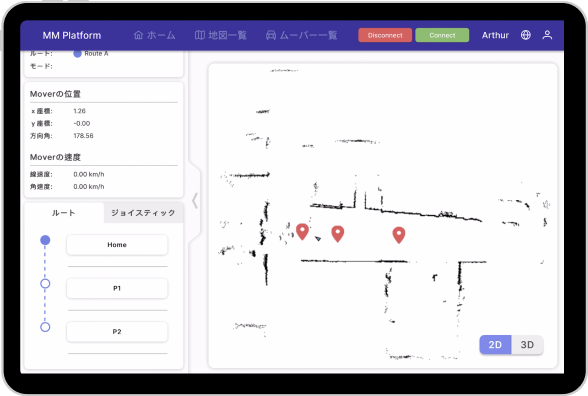 MM Platform
ホーム
地図一覧
ムーバー一覧
Disconnect
Connect
Arthur
ルート:
Route A
モード:
Moverの位置
x 座標: 1.26
y 座標: -0.00
方向角: 178.56
Moverの速度
線速度: 0.00 km/h
角速度: 0.00 km/h
ルート
ジョイスティック
Home
P1
P2
2D
3D